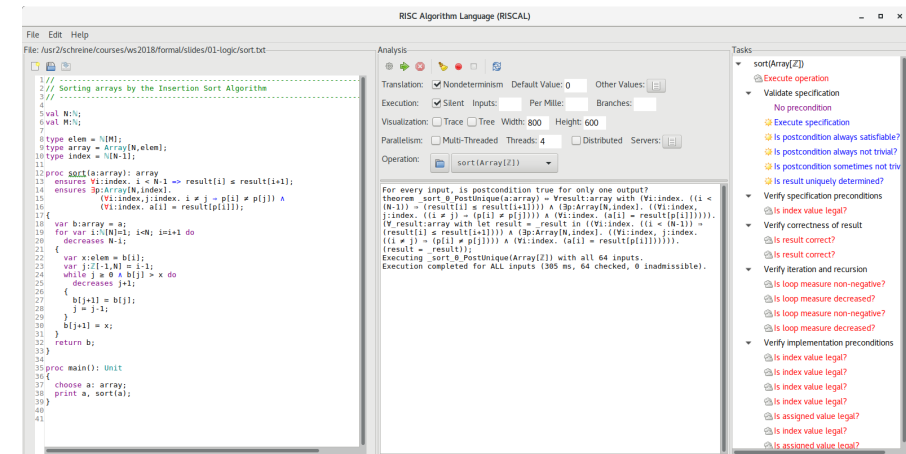 RISC Algorithm Language (RISCAL)
File Edit Help
File: /usr2/schreine/courses/ws2018/formal/slides/01-logic/sort.txt
1// ----------------------------------------------------------------
2// Sorting arrays by the Insertion Sort Algorithm
3// ----------------------------------------------------------------
4
5val N:ℕ;
6val M:ℕ;
7
8type elem = ℕ[M];
9type array = Array[N,elem];
10type index = ℕ[N-1];
11
12proc sort(a:array): array
13 ensures ∀i:index. i < N-1 => result[i] ≤ result[i+1];
14 ensures ∃p:Array[N,index].
15 (∀i:index,j:index. i ≠ j ⇒ p[i] ≠ p[j]) ∧
16 (∀i:index. a[i] = result[p[i]]);
17{
18 var b:array = a;
19 for var i:ℕ[N]=1; i<N; i=i+1 do
20 decreases N-i;
21 {
22 var x:elem = b[i];
23 var j:ℤ[-1,N] = i-1;
24 while j ≥ 0 ∧ b[j] > x do
25 decreases j+1;
26 {
27 b[j+1] = b[j];
28 j = j-1;
29 }
30 b[j+1] = x;
31 }
32 return b;
33}
34
35proc main(): Unit
36{
37 choose a: array;
38 print a, sort(a);
39}
40
41
Analysis
Translation: Nondeterminism Default Value: 0 Other Values:
Execution: Silent Inputs: Per Mille: Branches:
Visualization: Trace Tree Width: 800 Height: 600
Parallelism: Multi-Threaded Threads: 4 Distributed Servers:
Operation: sort(Array[ℤ])
For every input, is postcondition true for only one output?
theorem _sort_0_PostUnique(a:array) ⇔ ∀result:array with (∀i:index. ((i <
(N-1)) ⇒ (result[i] ≤ result[i+1]))) ∧ (∃p:Array[N,index]. ((∀i:index,
j:index. ((i ≠ j) ⇒ (p[i] ≠ p[j]))) ∧ (∀i:index. (a[i] = result[p[i]])))).
(∀_result:array with let result = _result in ((∀i:index. ((i < (N-1)) ⇒
(result[i] ≤ result[i+1]))) ∧ (∃p:Array[N,index]. ((∀i:index, j:index.
((i ≠ j) ⇒ (p[i] ≠ p[j]))) ∧ (∀i:index. (a[i] = result[p[i]]))))).
(result = _result));
Executing _sort_0_PostUnique(Array[ℤ]) with all 64 inputs.
Execution completed for ALL inputs (305 ms, 64 checked, 0 inadmissible).
Tasks
sort(Array[ℤ])
Execute operation
Validate specification
No precondition
Execute specification
Is postcondition always satisfiable?
Is postcondition always not trivial?
Is postcondition sometimes not triv
Is result uniquely determined?
Verify specification preconditions
Is index value legal?
Verify correctness of result
Is result correct?
Is result correct?
Verify iteration and recursion
Is loop measure non-negative?
Is loop measure decreased?
Is loop measure non-negative?
Is loop measure decreased?
Verify implementation preconditions
Is index value legal?
Is index value legal?
Is index value legal?
Is index value legal?
Is assigned value legal?
Is index value legal?
Is assigned value legal?